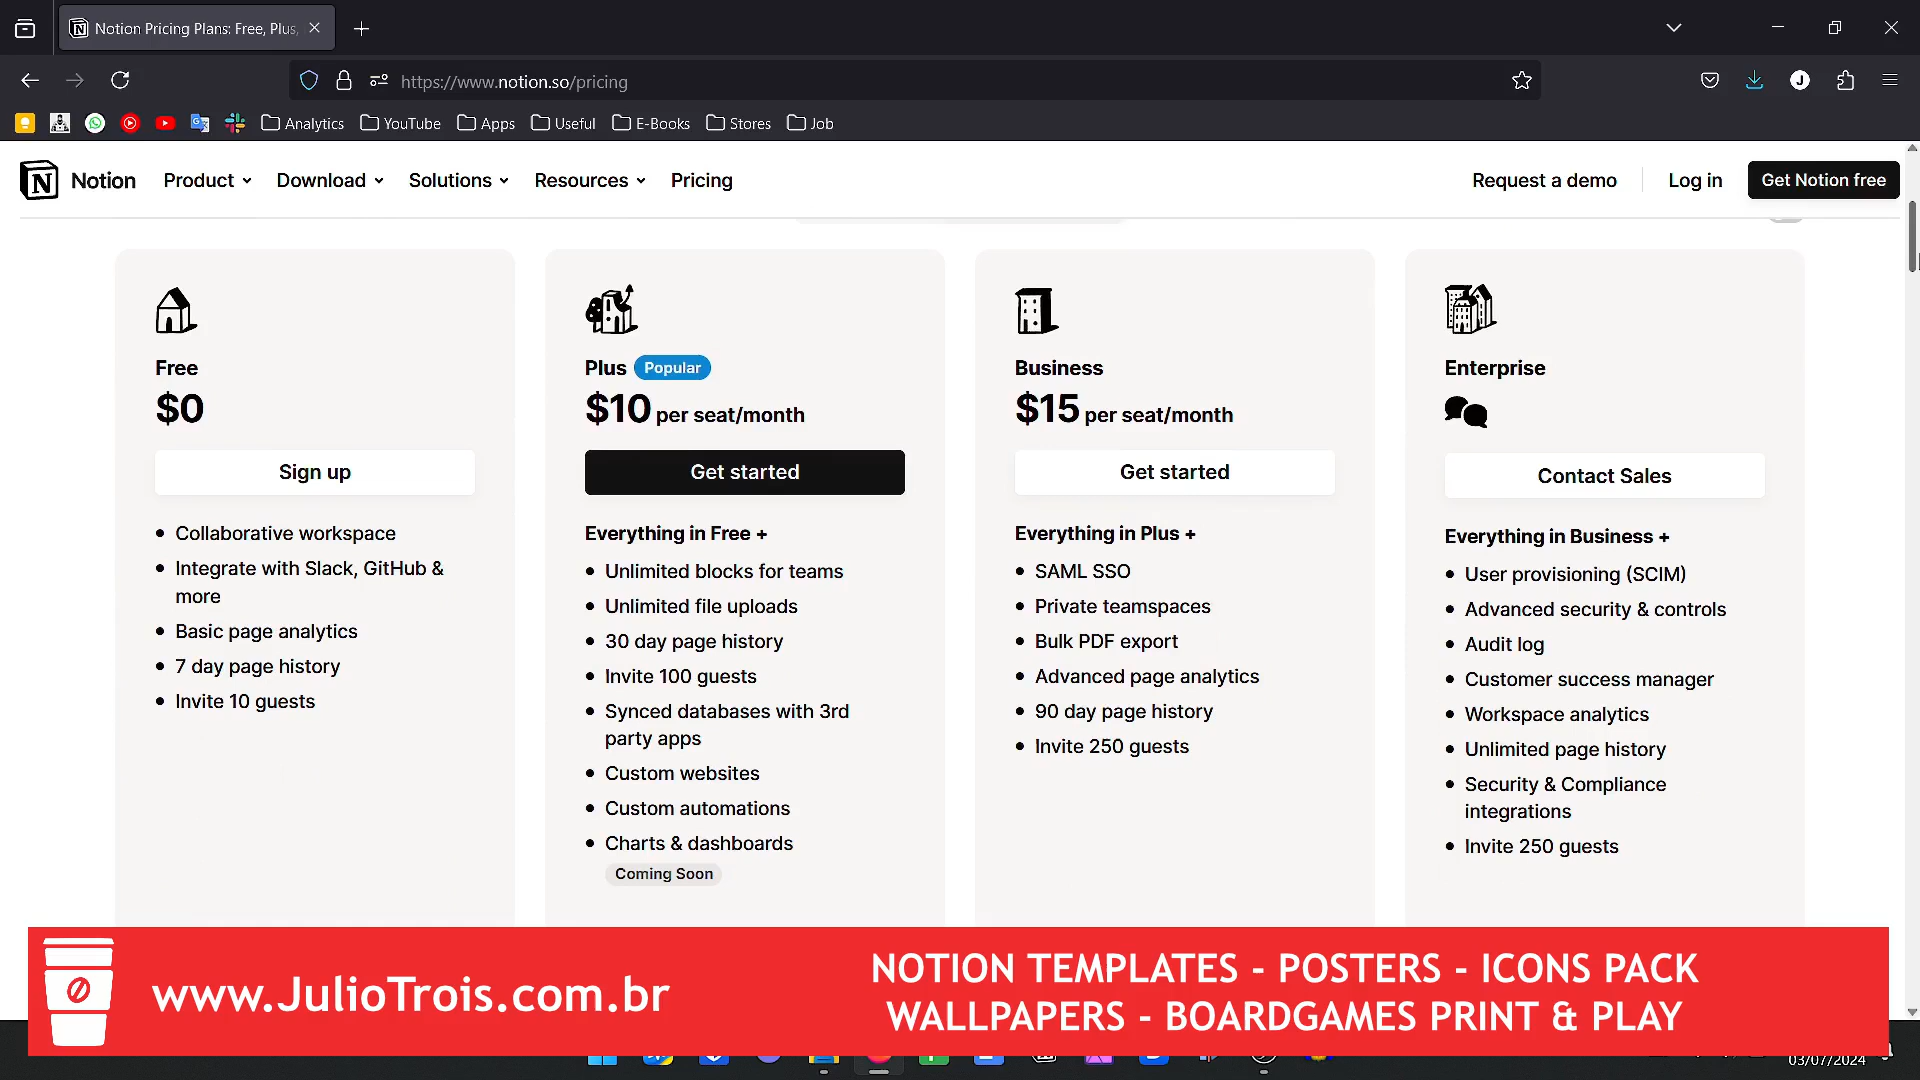 Notion Pricing Plans: Free, Plus,
https://www.notion.so/pricing
J
Analytics
YouTube
Apps
Useful
E-Books
Stores
Job
N
Notion
Product
Download
Solutions
Resources
Pricing
Request a demo
Log in
Get Notion free
Free
$0
Sign up
Collaborative workspace
Integrate with Slack, GitHub &
more
Basic page analytics
7 day page history
Invite 10 guests
Plus
Popular
$10 per seat/month
Get started
Everything in Free +
Unlimited blocks for teams
Unlimited file uploads
30 day page history
Invite 100 guests
Synced databases with 3rd
party apps
Custom websites
Custom automations
Charts & dashboards
Coming Soon
Business
$15 per seat/month
Get started
Everything in Plus +
SAML SSO
Private teamspaces
Bulk PDF export
Advanced page analytics
90 day page history
Invite 250 guests
Enterprise
Contact Sales
Everything in Business +
User provisioning (SCIM)
Advanced security & controls
Audit log
Customer success manager
Workspace analytics
Unlimited page history
Security & Compliance
integrations
Invite 250 guests
www.JulioTrois.com.br
NOTION TEMPLATES - POSTERS - ICONS PACK
WALLPAPERS - BOARDGAMES PRINT & PLAY
03/07/2024